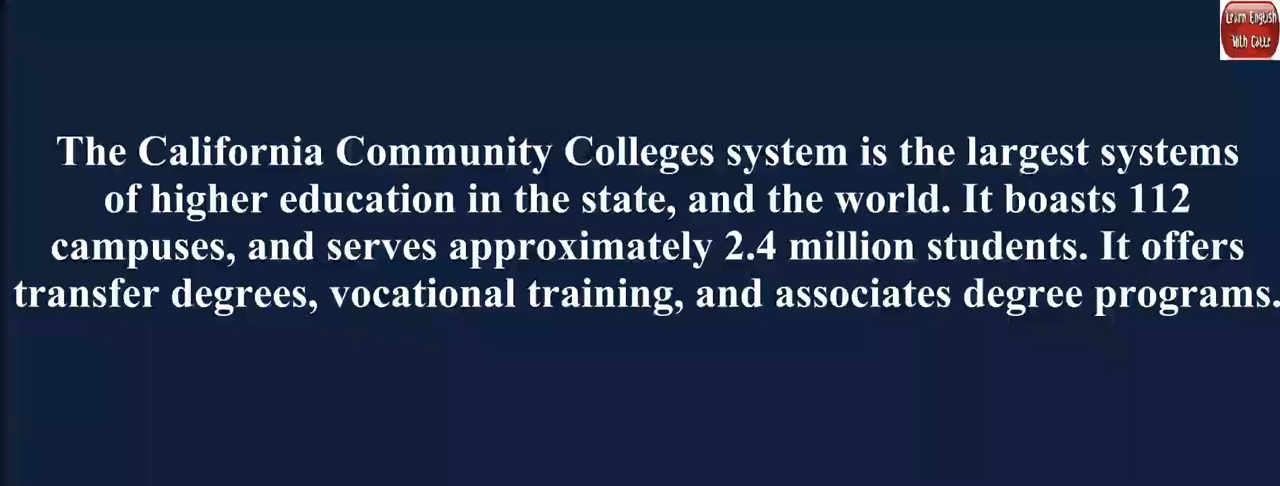 Learn English
With Cattz
The California Community Colleges system is the largest systems
of higher education in the state, and the world. It boasts 112
campuses, and serves approximately 2.4 million students. It offers
transfer degrees, vocational training, and associates degree programs.